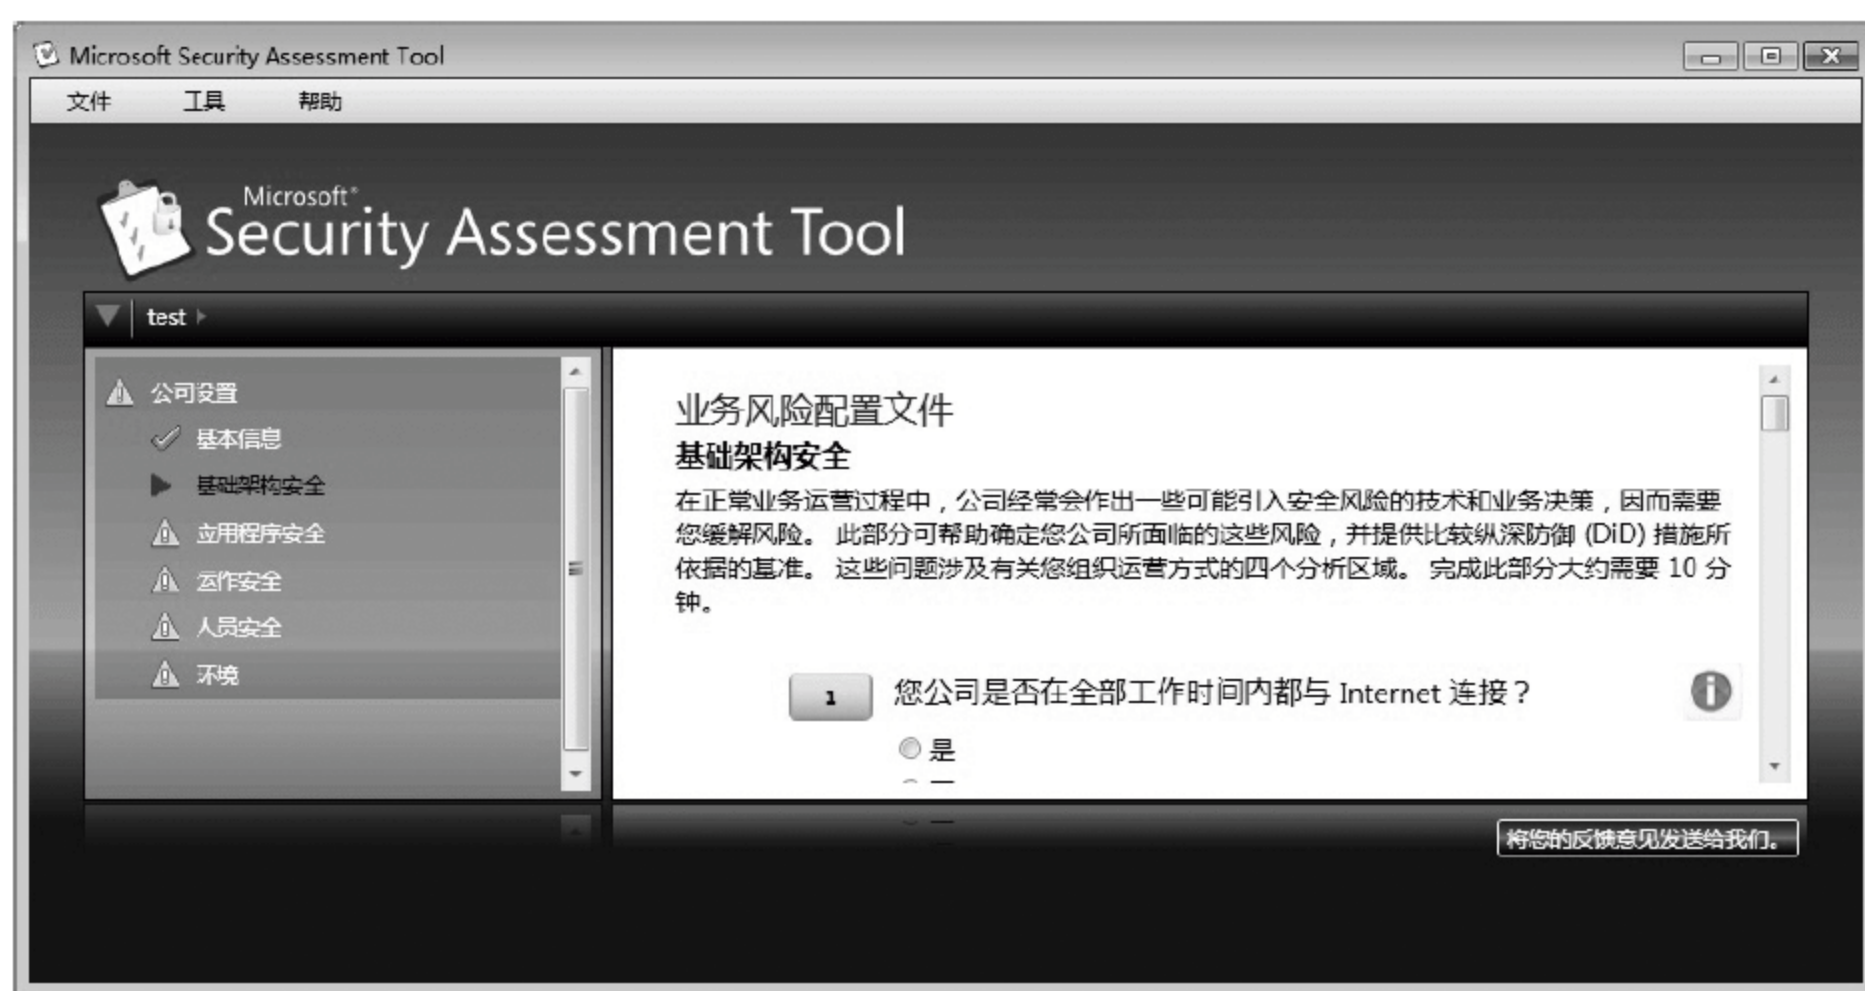 Microsoft Security Assessment Tool
文件 工具 帮助
Microsoft®
Security Assessment Tool
test
公司设置
基本信息
基础架构安全
应用程序安全
运作安全
人员安全
环境
业务风险配置文件
基础架构安全
在正常业务运营过程中，公司经常会作出一些可能引入安全风险的技术和业务决策，因而需要
您缓解风险。 此部分可帮助确定您公司所面临的这些风险，并提供比较纵深防御 (DiD) 措施所
依据的基准。 这些问题涉及有关您组织运营方式的四个分析区域。 完成此部分大约需要 10 分
钟。
1 您公司是否在全部工作时间内都与 Internet 连接？
是
将您的反馈意见发送给我们。